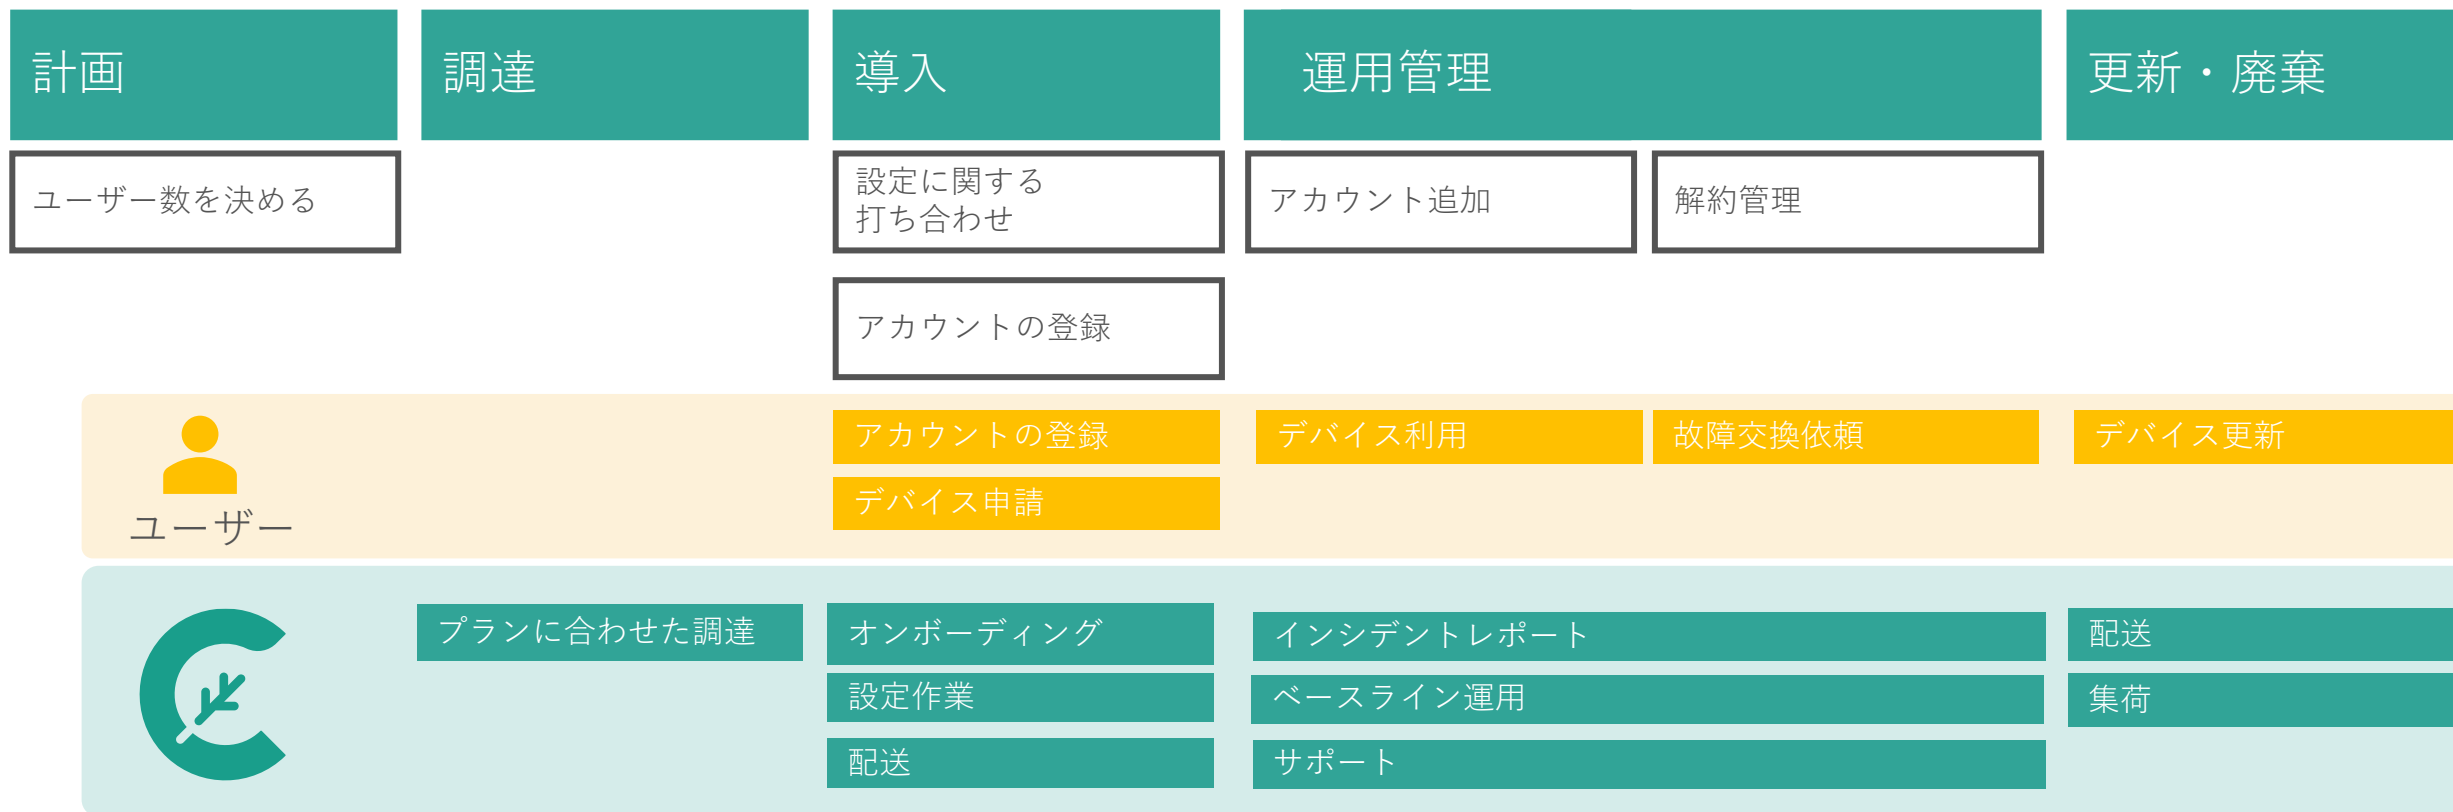 計画
調達
導入
運用管理
更新・廃棄
ユーザー数を決める
設定に関する
打ち合わせ
アカウント追加
解約管理
アカウントの登録
ユーザー
アカウントの登録
デバイス利用
故障交換依頼
デバイス更新
デバイス申請
プランに合わせた調達
オンボーディング
インシデントレポート
配送
設定作業
ベースライン運用
集荷
配送
サポート